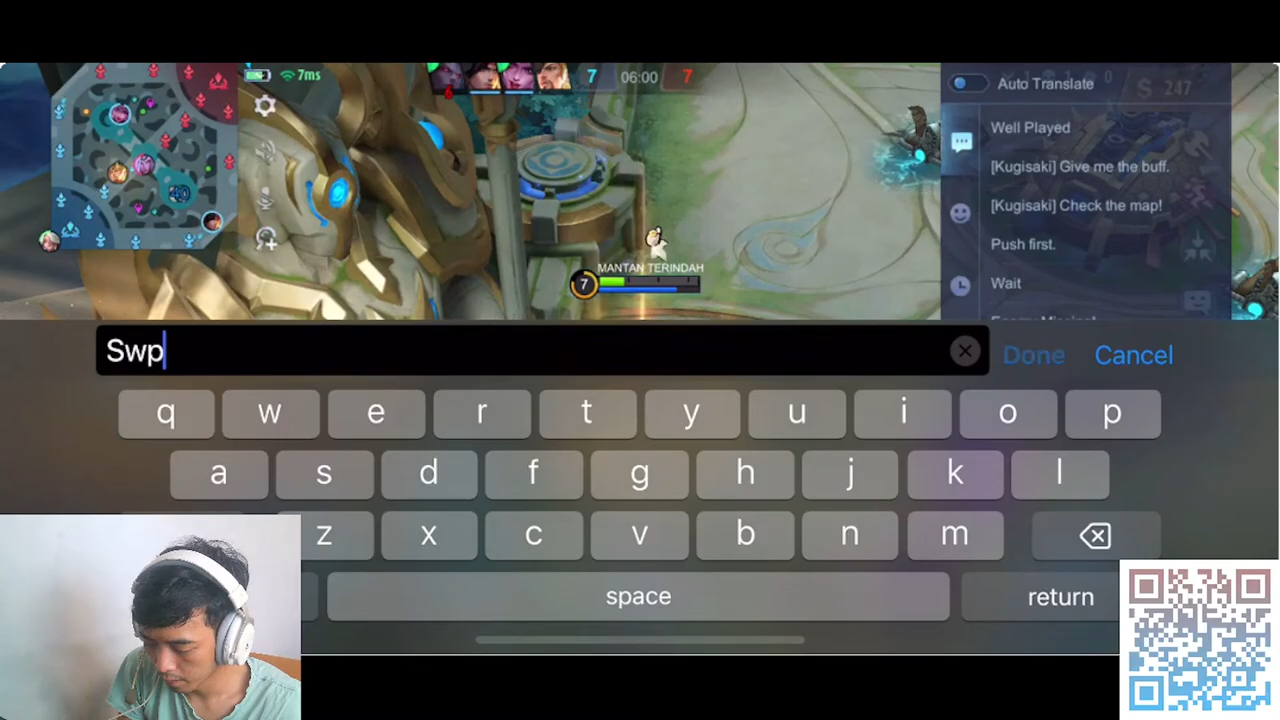 7ms
7 06:00 7
Auto Translate
$ 247
Well Played
[Kugisaki] Give me the buff.
[Kugisaki] Check the map!
Push first.
Wait
7 MANTAN TERINDAH
Swp
Done Cancel
q w e r t y u i o p
a s d f g h j k l
z x c v b n m
space return